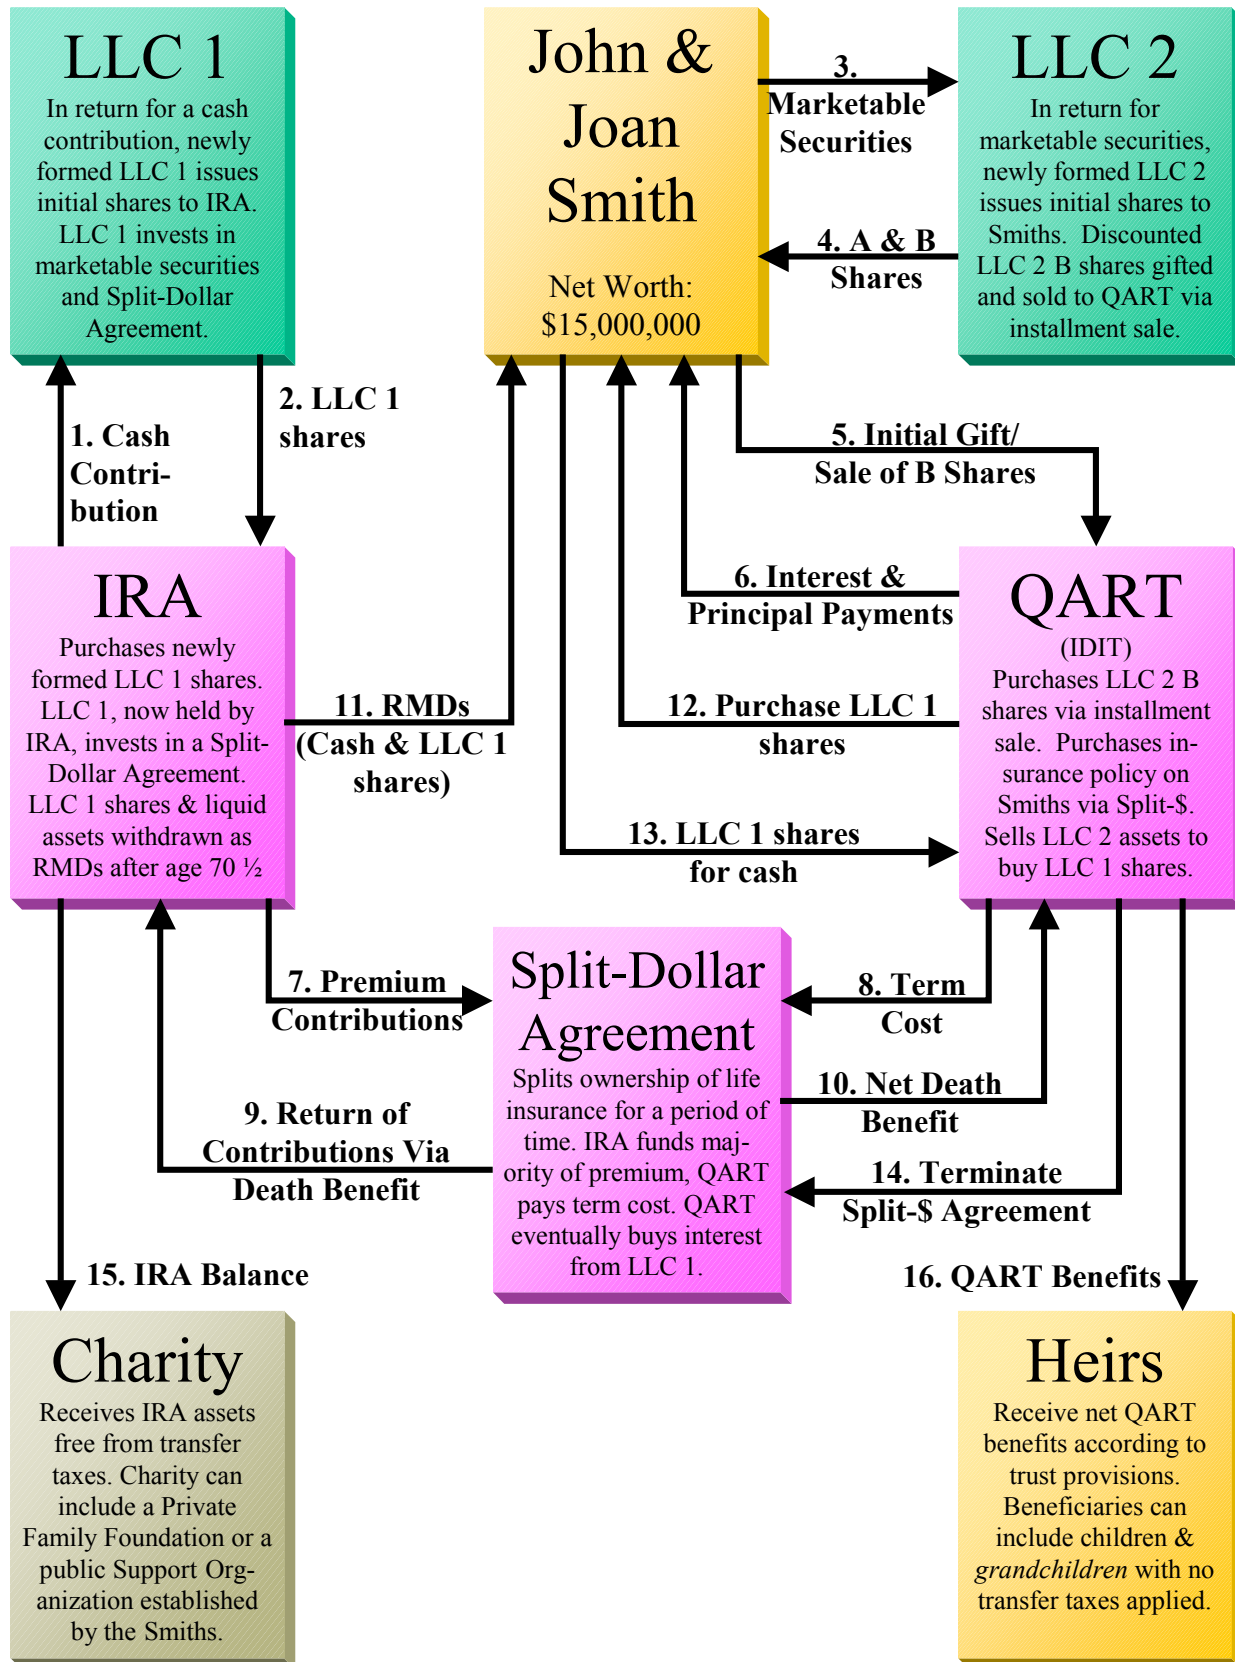 LLC 1
In return for a cash
contribution, newly
formed LLC 1 issues
initial shares to IRA.
LLC 1 invests in
marketable securities
and Split-Dollar
Agreement.
John &
Joan
Smith
Net Worth:
$15,000,000
3.
Marketable
Securities
4. A & B
Shares
LLC 2
In return for
marketable securities,
newly formed LLC 2
issues initial shares to
Smiths.  Discounted
LLC 2 B shares gifted
and sold to QART via
installment sale.
1. Cash
Contri-
bution
2. LLC 1
shares
5. Initial Gift/
Sale of B Shares
IRA
Purchases newly
formed LLC 1 shares.
LLC 1, now held by
IRA, invests in a Split-
Dollar Agreement.
LLC 1 shares & liquid
assets withdrawn as
RMDs after age 70 ½
11. RMDs
(Cash & LLC 1
shares)
6. Interest &
Principal Payments
12. Purchase LLC 1
shares
13. LLC 1 shares
for cash
QART
(IDIT)
Purchases LLC 2 B
shares via installment
sale.  Purchases in-
surance policy on
Smiths via Split-$.
Sells LLC 2 assets to
buy LLC 1 shares.
7. Premium
Contributions
9. Return of
Contributions Via
Death Benefit
Split-Dollar
Agreement
Splits ownership of life
insurance for a period of
time. IRA funds maj-
ority of premium, QART
pays term cost. QART
eventually buys interest
from LLC 1.
8. Term
Cost
10. Net Death
Benefit
14. Terminate
Split-$ Agreement
15. IRA Balance
16. QART Benefits
Charity
Receives IRA assets
free from transfer
taxes. Charity can
include a Private
Family Foundation or a
public Support Org-
anization established
by the Smiths.
Heirs
Receive net QART
benefits according to
trust provisions.
Beneficiaries can
include children &
grandchildren with no
transfer taxes applied.